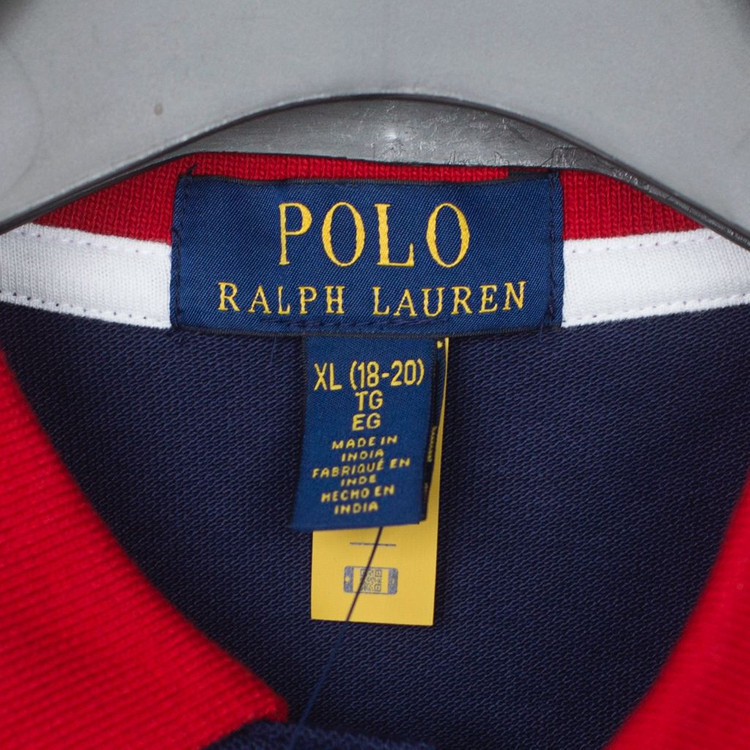 POLO
RALPH LAUREN
XL (18-20)
TG
EG
MADE IN
INDIA
FABRIQUÉ EN
INDE
HECHO EN
INDIA